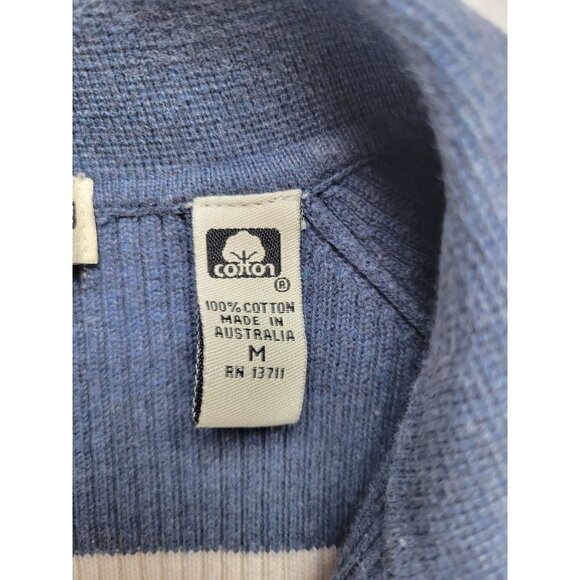 cotton
®
100% COTTON
MADE IN
AUSTRALIA
M
RN 13711